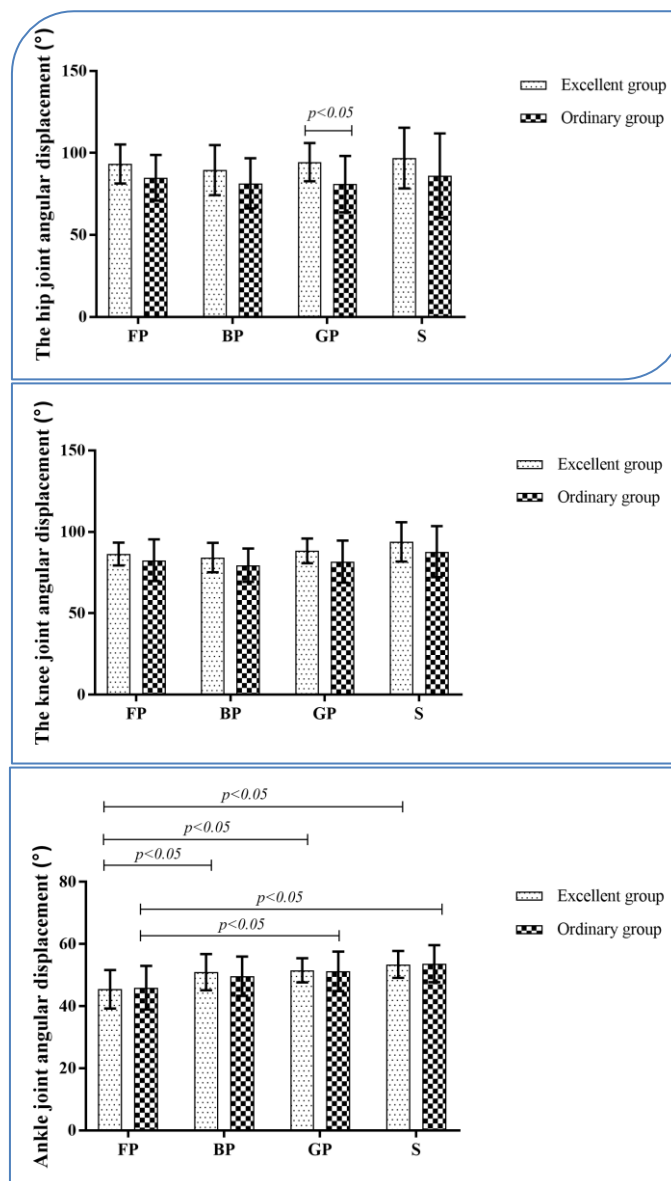 The hip joint angular displacement (°)
150
100
50
0
p<0.05
FP BP GP S
Excellent group
Ordinary group
The knee joint angular displacement (°)
150
100
50
0
FP BP GP S
Excellent group
Ordinary group
Ankle joint angular displacement (°)
p<0.05
p<0.05
p<0.05
80
p<0.05
p<0.05
60
40
20
0
FP BP GP S
Excellent group
Ordinary group